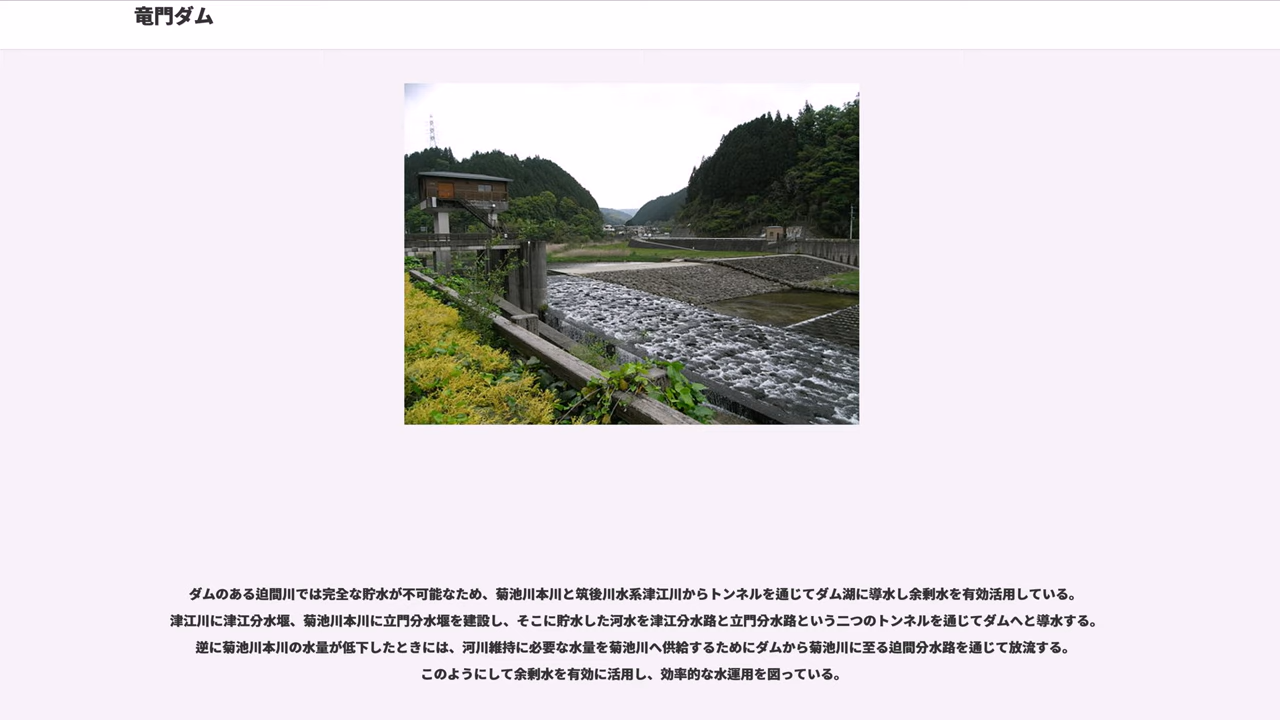 竜門ダム
ダムのある迫間川では完全な貯水が不可能なため、菊池川本川と筑後川水系津江川からトンネルを通じてダム湖に導水し余剰水を有効活用している。
津江川に津江分水堰、菊池川本川に立門分水堰を建設し、そこに貯水した河水を津江分水路と立門分水路という二つのトンネルを通じてダムへと導水する。
逆に菊池川本川の水量が低下したときには、河川維持に必要な水量を菊池川へ供給するためにダムから菊池川に至る迫間分水路を通じて放流する。
このようにして余剰水を有効に活用し、効率的な水運用を図っている。